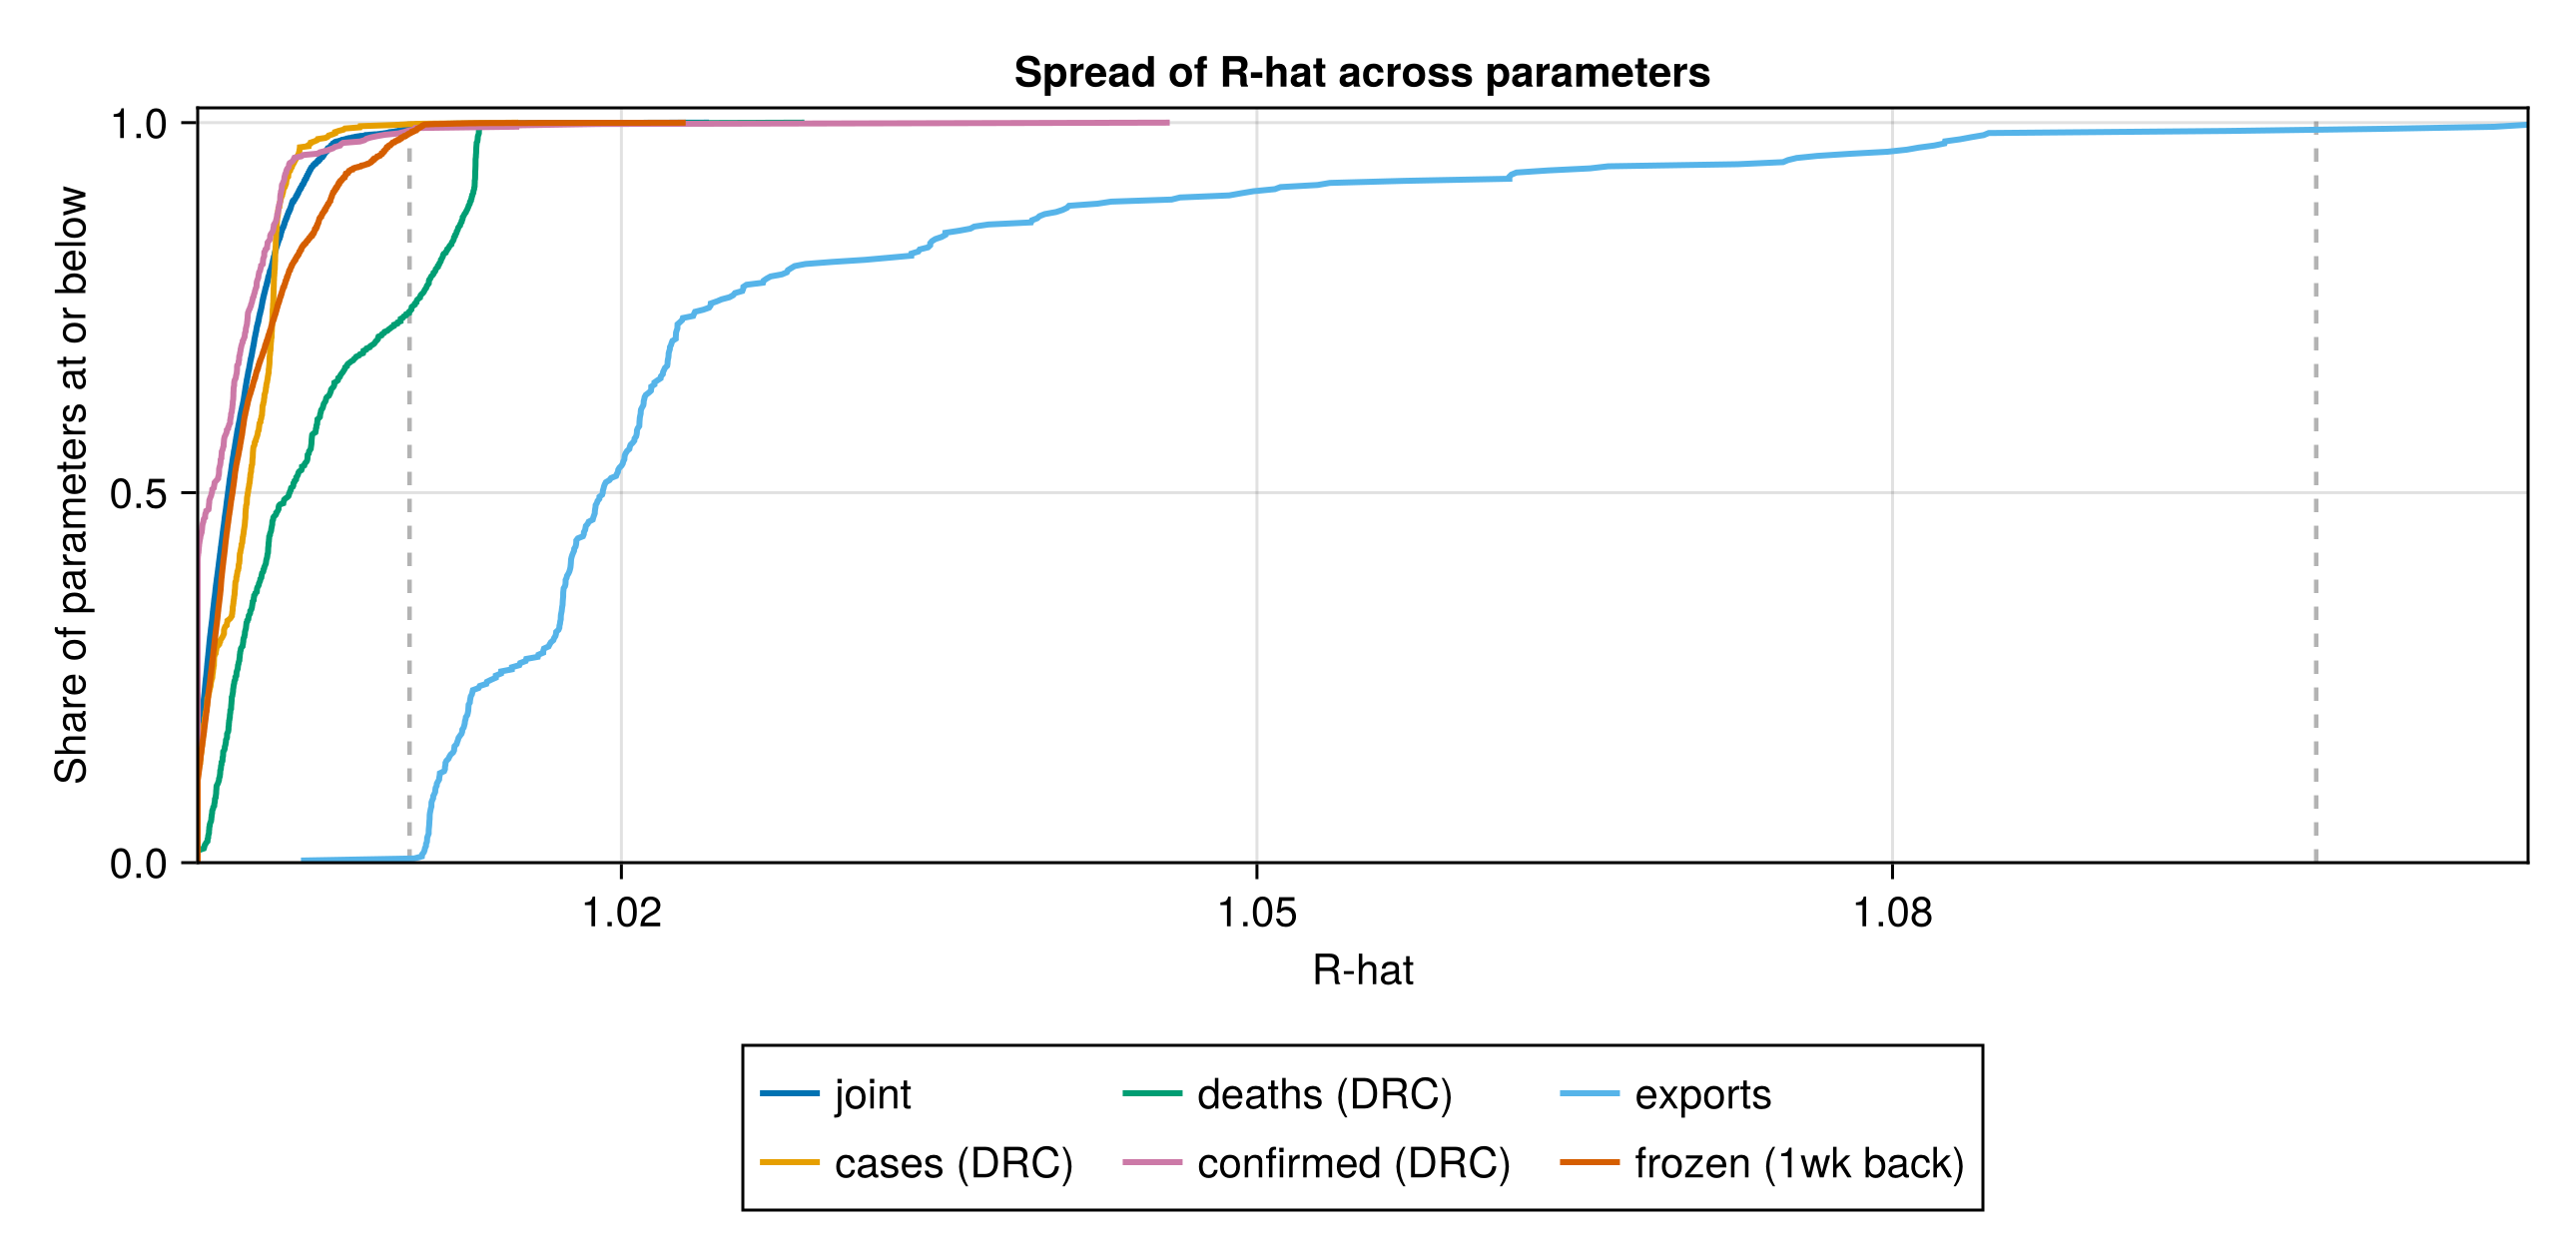 Spread of R-hat across parameters
Share of parameters at or below
1.0
0.5
0.0
1.02
1.05
1.08
R-hat
joint
deaths (DRC)
exports
cases (DRC)
confirmed (DRC)
frozen (1wk back)